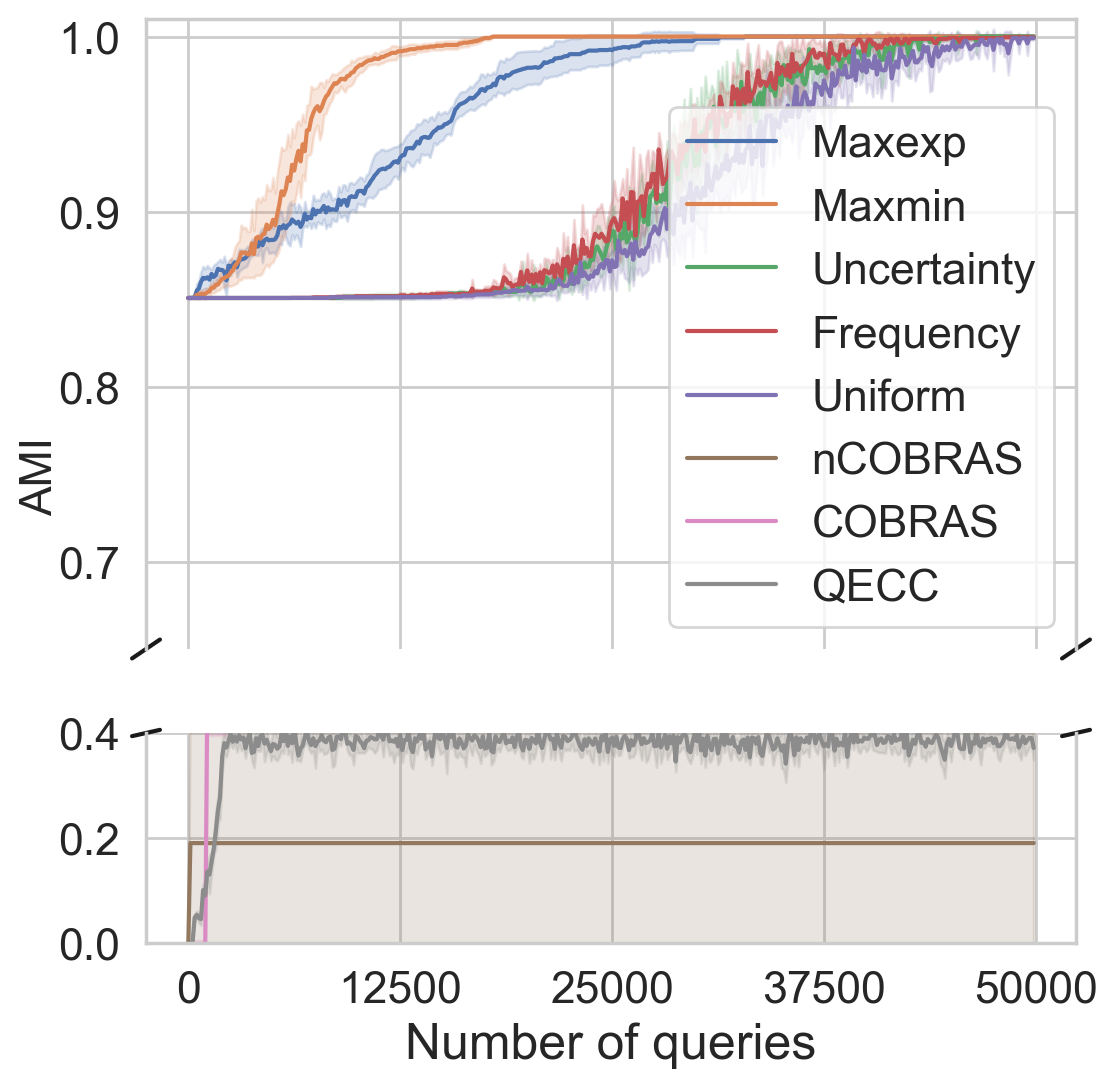 1.0
0.9
0.8
0.7
AMI
Maxexp
Maxmin
Uncertainty
Frequency
Uniform
nCOBRAS
COBRAS
QECC
0.4
0.2
0.0
0 12500 25000 37500 50000
Number of queries